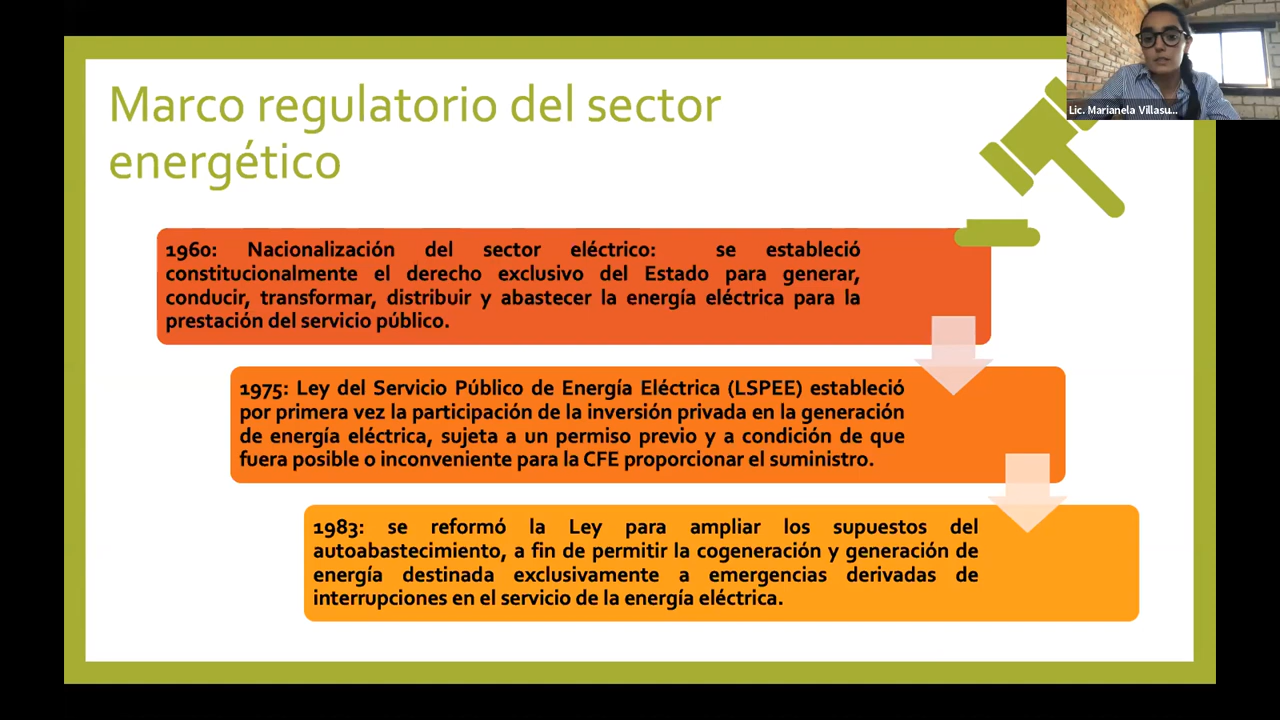 Marco regulatorio del sector
energético
Lic. Marianela Villasu...
1960: Nacionalización del sector eléctrico: se estableció
constitucionalmente el derecho exclusivo del Estado para generar,
conducir, transformar, distribuir y abastecer la energía eléctrica para la
prestación del servicio público.
1975: Ley del Servicio Público de Energía Eléctrica (LSPEE) estableció
por primera vez la participación de la inversión privada en la generación
de energía eléctrica, sujeta a un permiso previo y a condición de que
fuera posible o inconveniente para la CFE proporcionar el suministro.
1983: se reformó la Ley para ampliar los supuestos del
autoabastecimiento, a fin de permitir la cogeneración y generación de
energía destinada exclusivamente a emergencias derivadas de
interrupciones en el servicio de la energía eléctrica.